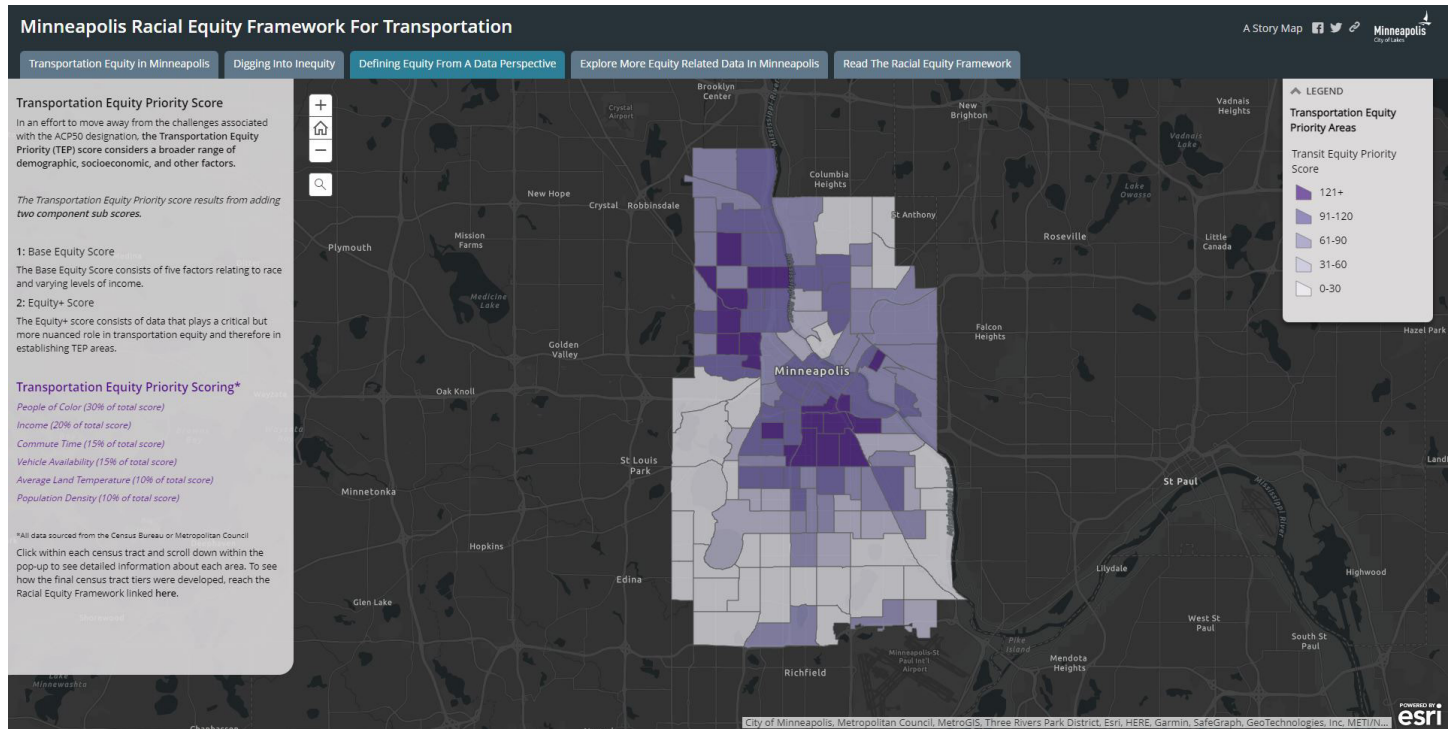 Minneapolis Racial Equity Framework For Transportation
A Story Map
Minneapolis
City of Lakes
Transportation Equity in Minneapolis
Digging Into Inequity
Defining Equity From A Data Perspective
Explore More Equity Related Data In Minneapolis
Read The Racial Equity Framework
Transportation Equity Priority Score
In an effort to move away from the challenges associated
with the ACP50 designation, the Transportation Equity
Priority (TEP) score considers a broader range of
demographic, socioeconomic, and other factors.
The Transportation Equity Priority score results from adding
two component sub scores.
1: Base Equity Score
The Base Equity Score consists of five factors relating to race
and varying levels of income.
2: Equity+ Score
The Equity+ score consists of data that plays a critical but
more nuanced role in transportation equity and therefore in
establishing TEP areas.
Transportation Equity Priority Scoring*
People of Color (30% of total score)
Income (20% of total score)
Commute Time (15% of total score)
Vehicle Availability (15% of total score)
Average Land Temperature (10% of total score)
Population Density (10% of total score)
*All data sourced from the Census Bureau or Metropolitan Council
Click within each census tract and scroll down within the
pop-up to see detailed information about each area. To see
how the final census tract tiers were developed, reach the
Racial Equity Framework linked here.
LEGEND
Transportation Equity
Priority Areas
Transit Equity Priority
Score
121+
91-120
61-90
31-60
0-30
Brooklyn
Center
Crystal
Airport
New
Brighton
Vadnais
Heights
Vadnais
Lake
Mississippi River
Columbia
Heights
Lake
Owasso
New Hope
Crystal
Robbinsdale
St Anthony
Roseville
Little
Canada
Plymouth
Mission
Farms
Medicine
Lake
Falcon
Heights
Hazel Park
Golden
Valley
Minneapolis
Oak Knoll
St Louis
Park
Land
Minnetonka
St Paul
Mississippi River
Mississippi River
Hopkins
Edina
Lilydale
Highwood
Glen Lake
West St
Paul
South St
Paul
Pike
Island
Minneapolis-St
Paul Int'l
Airport
Mendota
Heights
Richfield
Lake
Minnewashta
Chanhassen
City of Minneapolis, Metropolitan Council, MetroGIS, Three Rivers Park District, Esri, HERE, Garmin, SafeGraph, GeoTechnologies, Inc, METI/N...
POWERED BY
esri